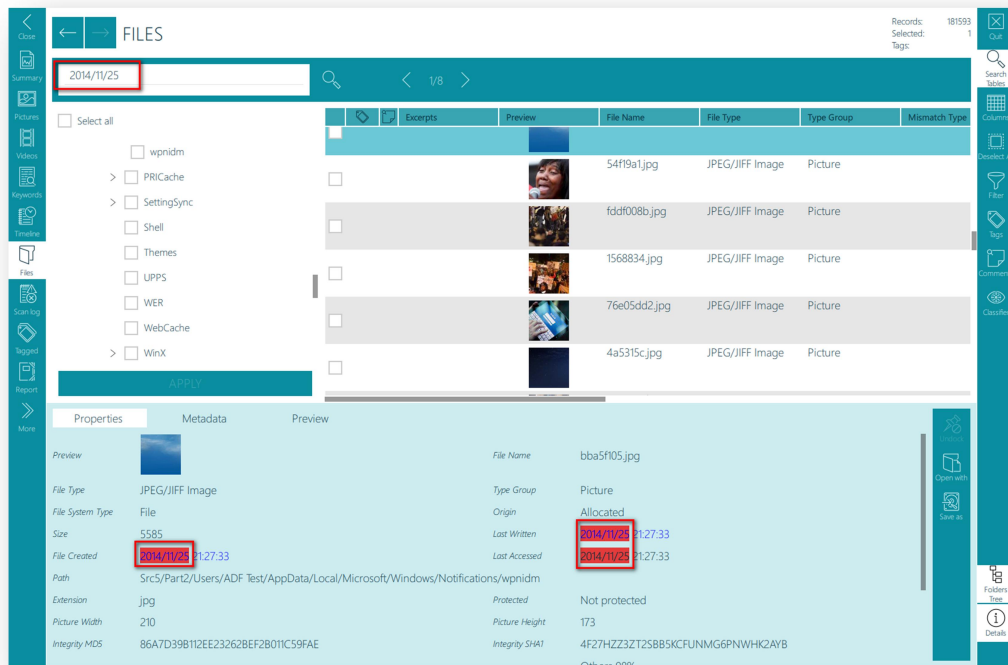 Close
Summary
Pictures
Videos
Keywords
Timeline
Files
Scan log
Tagged
Report
More
FILES
Records: 181593
Selected: 1
Tags:
2014/11/25
1/8
Select all
wpnidm
PRICache
SettingSync
Shell
Themes
UPPS
WER
WebCache
WinX
APPLY
Excerpts Preview File Name File Type Type Group Mismatch Type
54f19a1.jpg JPEG/JIFF Image Picture
fddf008b.jpg JPEG/JIFF Image Picture
1568834.jpg JPEG/JIFF Image Picture
76e05dd2.jpg JPEG/JIFF Image Picture
4a5315c.jpg JPEG/JIFF Image Picture
Properties Metadata Preview
Preview
File Name bba5f105.jpg
File Type JPEG/JIFF Image Type Group Picture
File System Type File Origin Allocated
Size 5585 Last Written 2014/11/25 21:27:33
File Created 2014/11/25 21:27:33 Last Accessed 2014/11/25 21:27:33
Path Src5/Part2/Users/ADF Test/AppData/Local/Microsoft/Windows/Notifications/wpnidm
Extension jpg Protected Not protected
Picture Width 210 Picture Height 173
Integrity MD5 86A7D39B112EE23262BEF2B011C59FAE Integrity SHA1 4F27HZZ3ZT2SBB5KCFUNMG6PNWHK2AYB
Undock
Open with
Save as
Quit
Search
Tables
Column
Deselect
Filter
Tags
Comment
Classifie
Folders
Tree
Details